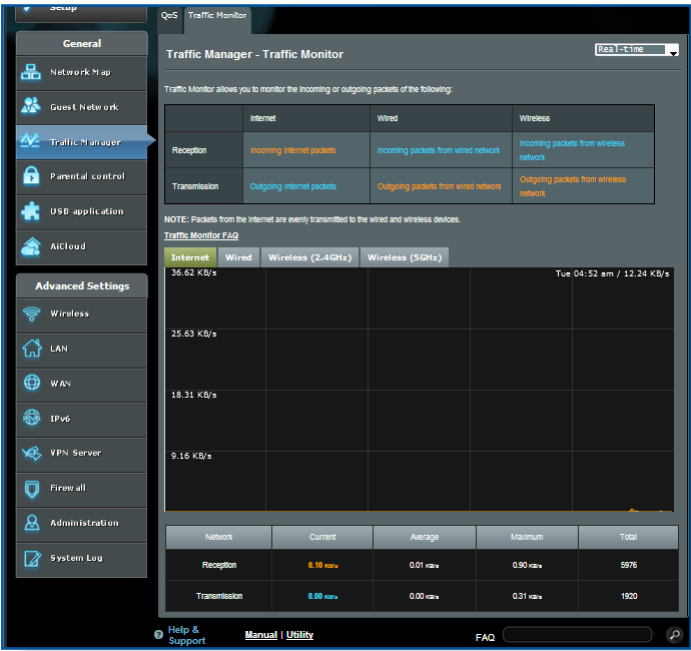 Setup
QoS Traffic Monitor
General
Network Map
Guest Network
Traffic Manager
Parental control
USB application
AiCloud
Advanced Settings
Wireless
LAN
WAN
IPv6
VPN Server
Firewall
Administration
System Log
Traffic Manager - Traffic Monitor
Real-time
Traffic Monitor allows you to monitor the incoming or outgoing packets of the following:
Internet Wired Wireless
Reception Incoming Internet packets Incoming packets from wired network Incoming packets from wireless
network
Transmission Outgoing Internet packets Outgoing packets from wired network Outgoing packets from wireless
network
NOTE: Packets from the Internet are evenly transmitted to the wired and wireless devices.
Traffic Monitor FAQ
Internet Wired Wireless (2.4GHz) Wireless (5GHz)
36.62 KB/s Tue 04:52 am / 12.24 KB/s
25.63 KB/s
18.31 KB/s
9.16 KB/s
Network Current Average Maximum Total
Reception 0.10 KB/s 0.01 KB/s 0.90 KB/s 5976
Transmission 0.00 KB/s 0.00 KB/s 0.31 KB/s 1920
Help &
Support
Manual | Utility
FAQ